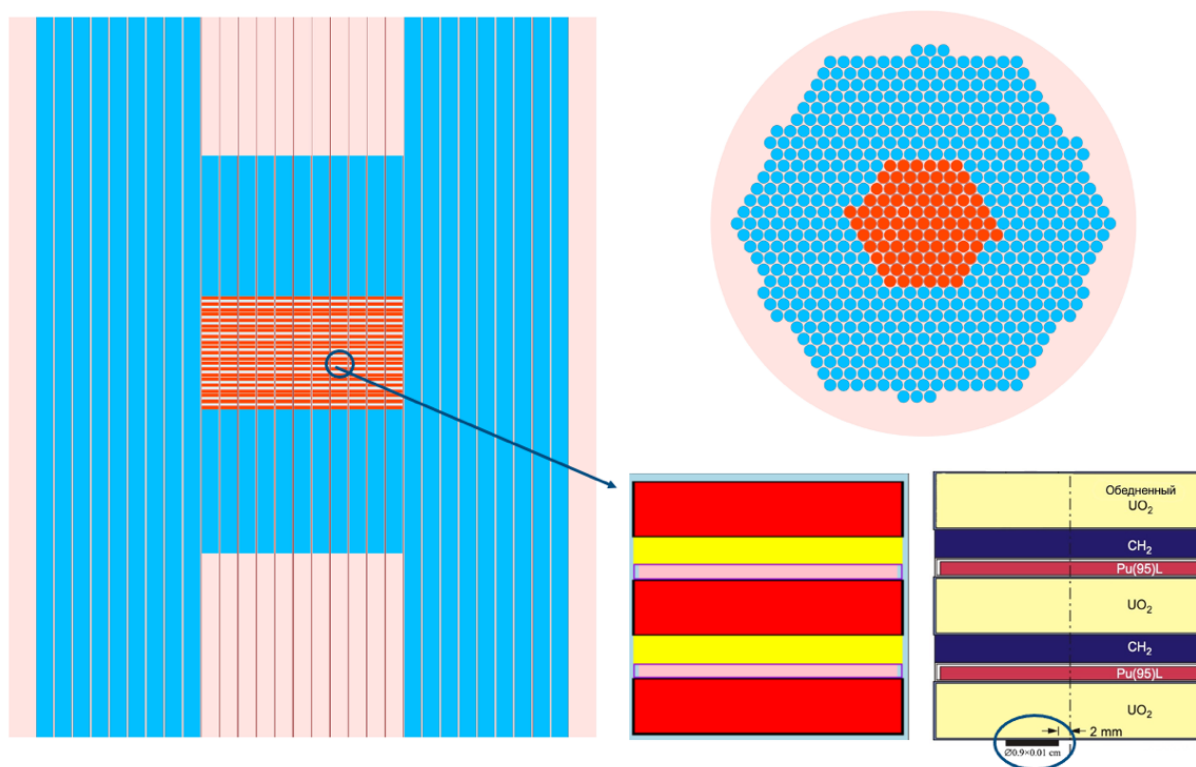 Обедненный
UO₂
CH₂
Pu(95)L
UO₂
CH₂
Pu(95)L
UO₂
2 mm
Ø0.9×0.01 cm